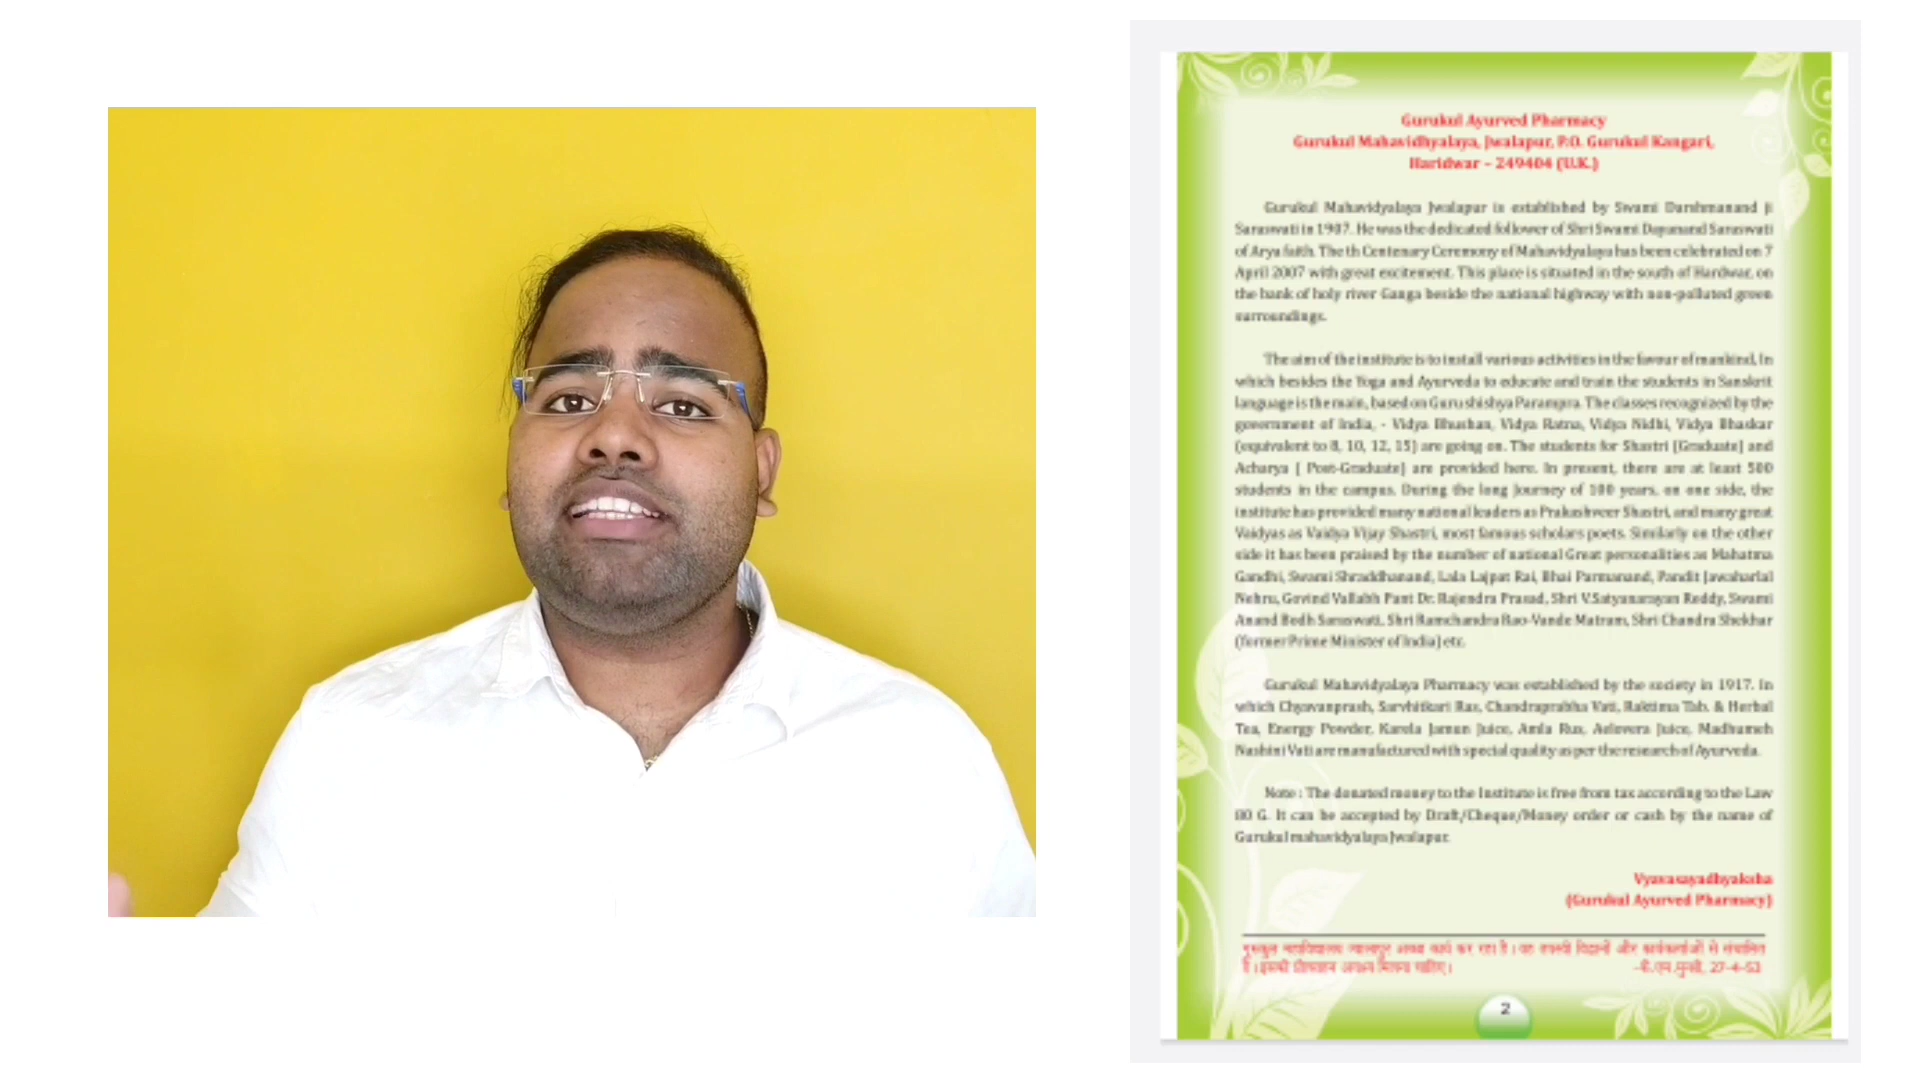 Gurukul Ayurved Pharmacy
Gurukul Mahavidhyalaya, Jwalapur, P.O. Gurukul Kangari,
Haridwar - 249404 (U.K.)
Gurukul Mahavidyalaya Jwalapur is established by Swami Darshnanand ji
Saraswati in 1907. He was the dedicated follower of Shri Swami Dayanand Saraswati
of Arya faith. The th Centenary Ceremony of Mahavidyalaya has been celebrated on 7
April 2007 with great excitement. This place is situated in the south of Hardwar, on
the bank of holy river Ganga beside the national highway with non-polluted green
surroundings.
The aim of the institute is to install various activities in the favour of mankind, In
which besides the Yoga and Ayurveda to educate and train the students in Sanskrit
language is the main, based on Guru shishya Parampra. The classes recognized by the
government of India, - Vidya Bhushan, Vidya Ratna, Vidya Nidhi, Vidya Bhaskar
(equivalent to 8, 10, 12, 15) are going on. The students for Shastri (Graduate) and
Acharya ( Post-Graduate) are provided here. In present, there are at least 500
students in the campus. During the long Journey of 100 years, on one side, the
institute has provided many national leaders as Prakashveer Shastri, and many great
Vaidyas as Vaidya Vijay Shastri, most famous scholars poets. Similarly on the other
side it has been praised by the number of national Great personalities as Mahatma
Gandhi, Swami Shraddhanand, Lala Lajpat Rai, Bhai Parmanand, Pandit Jawaharlal
Nehru, Govind Vallabh Pant Dr. Rajendra Prasad, Shri V.Satyanarayan Reddy, Swami
Anand Bodh Saraswati, Shri Ramchandra Rao-Vande Matram, Shri Chandra Shekhar
(former Prime Minister of India) etc.
Gurukul Mahavidyalaya Pharmacy was established by the society in 1917. In
which Chyavanprash, Sarvhitkari Ras, Chandraprabha Vati, Raktima Tab. & Herbal
Tea, Energy Powder, Karela Jamun Juice, Amla Ras, Aelovera Juice, Madhumeh
Nashini Vati are manufactured with special quality as per the research of Ayurveda.
Note : The donated money to the Institute is free from tax according to the Law
80 G. It can be accepted by Draft/Cheque/Money order or cash by the name of
Gurukul mahavidyalaya Jwalapur.
Vyavasayadhyaksha
(Gurukul Ayurved Pharmacy)
गुरुकुल महाविद्यालय ज्वालापुर अच्छा कार्य कर रहा है। यह तपस्वी विद्वानों और कार्यकर्ताओं से संचालित
है। इसको प्रोत्साहन अवश्य मिलना चाहिए। 27-4-53
2